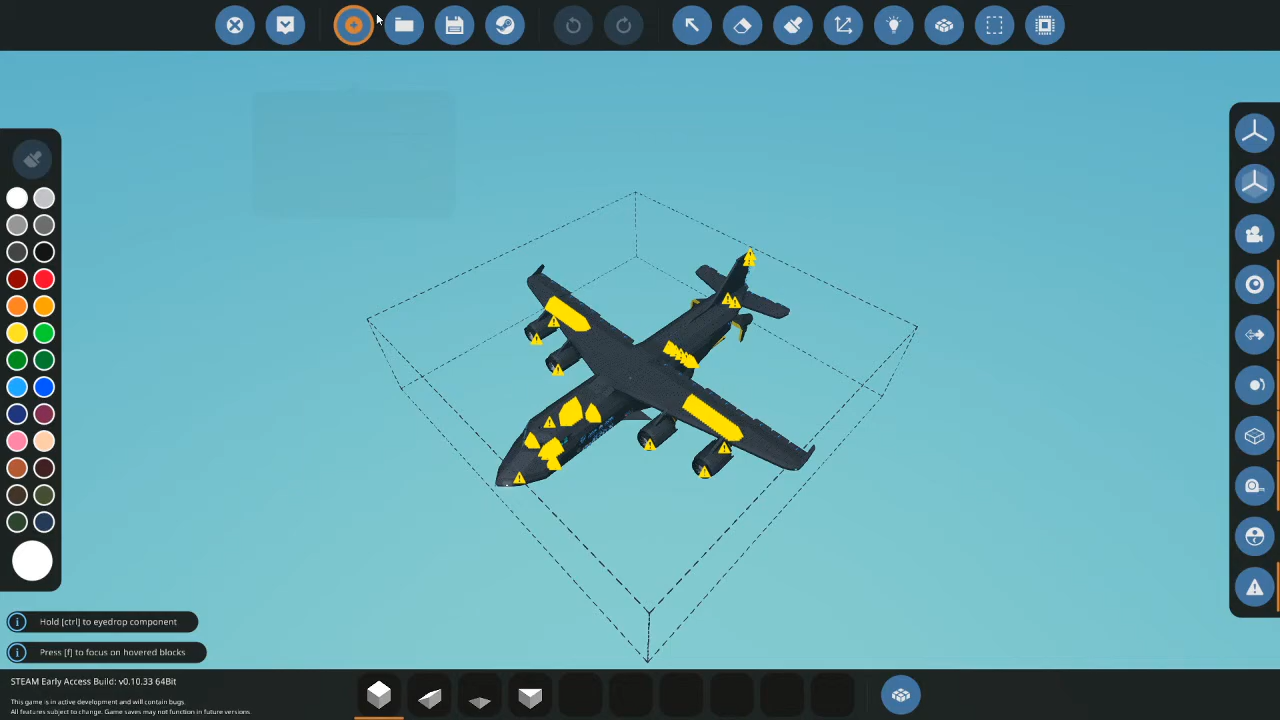 Hold [ctrl] to eyedrop component
Press [f] to focus on hovered blocks
STEAM Early Access Build: v0.10.33 64Bit
This game is in active development and will contain bugs.
All features subject to change. Game saves may not function in future versions.